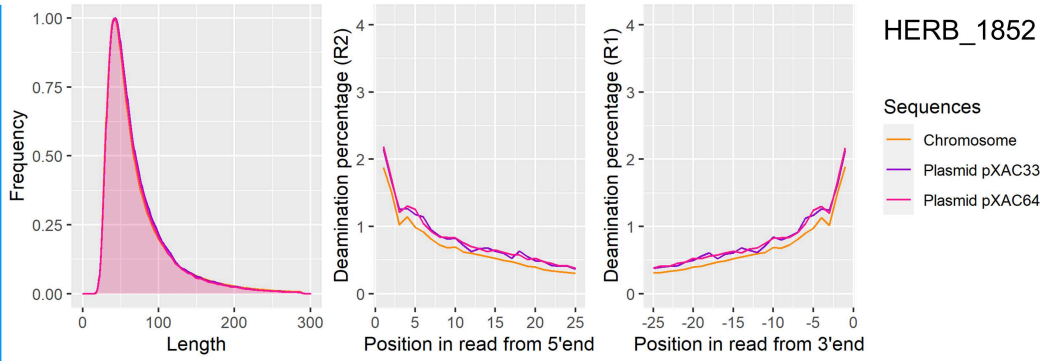 HERB_1852
Frequency
1.00
0.75
0.50
0.25
0.00
0
100
200
300
Length
Deamination percentage (R2)
4
3
2
1
0
0
5
10
15
20
25
Position in read from 5'end
Deamination percentage (R1)
4
3
2
1
0
-25
-20
-15
-10
-5
0
Position in read from 3'end
Sequences
Chromosome
Plasmid pXAC33
Plasmid pXAC64